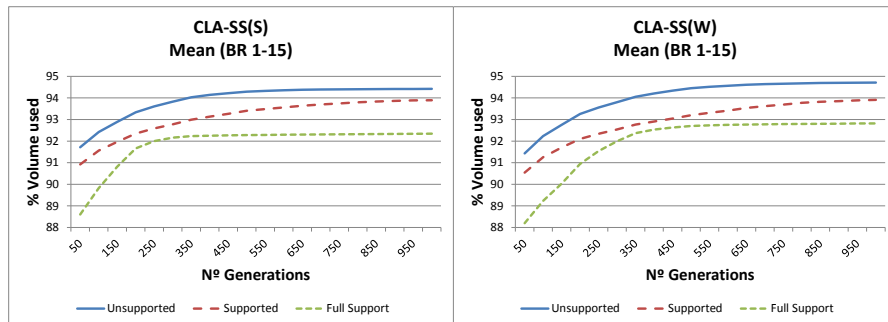 CLA-SS(S)
Mean (BR 1-15)
95
94
93
92
91
90
89
88
% Volume used
50
150
250
350
450
550
650
750
850
950
Nº Generations
Unsupported
Supported
Full Support
CLA-SS(W)
Mean (BR 1-15)
95
94
93
92
91
90
89
88
% Volume used
50
150
250
350
450
550
650
750
850
950
Nº Generations
Unsupported
Supported
Full Support